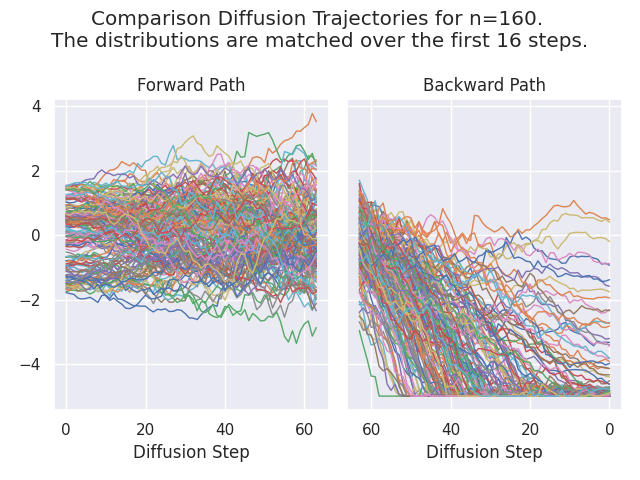 Comparison Diffusion Trajectories for n=160.
The distributions are matched over the first 16 steps.
Forward Path
Backward Path
4
2
0
−2
−4
0 20 40 60
60 40 20 0
Diffusion Step
Diffusion Step